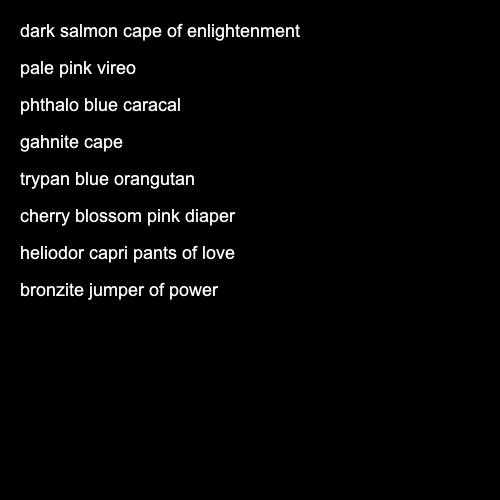 dark salmon cape of enlightenment
pale pink vireo
phthalo blue caracal
gahnite cape
trypan blue orangutan
cherry blossom pink diaper
heliodor capri pants of love
bronzite jumper of power